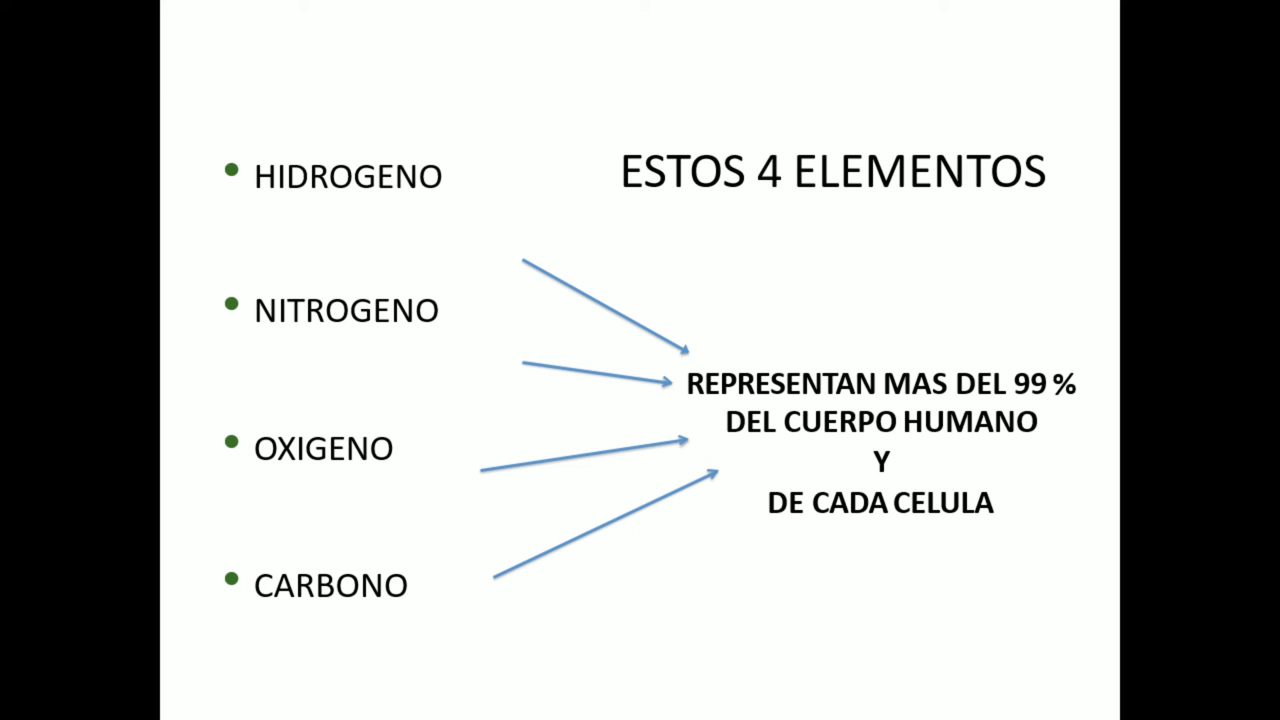 ESTOS 4 ELEMENTOS
• HIDROGENO
• NITROGENO
• OXIGENO
• CARBONO
REPRESENTAN MAS DEL 99 %
DEL CUERPO HUMANO
Y
DE CADA CELULA